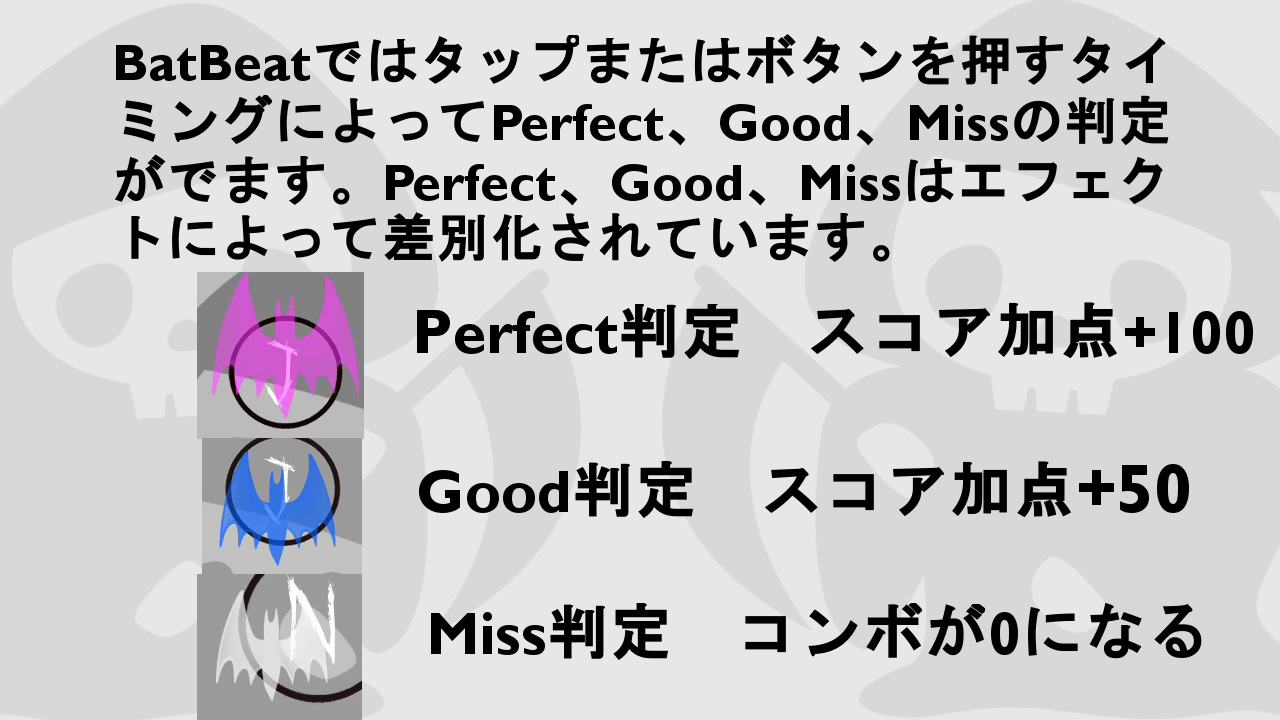 BatBeatではタップまたはボタンを押すタイ
ミングによってPerfect、Good、Missの判定
がでます。Perfect、Good、Missはエフェク
トによって差別化されています。
J
Perfect判定　スコア加点+100
J
Good判定　スコア加点+50
N
Miss判定　コンボが0になる